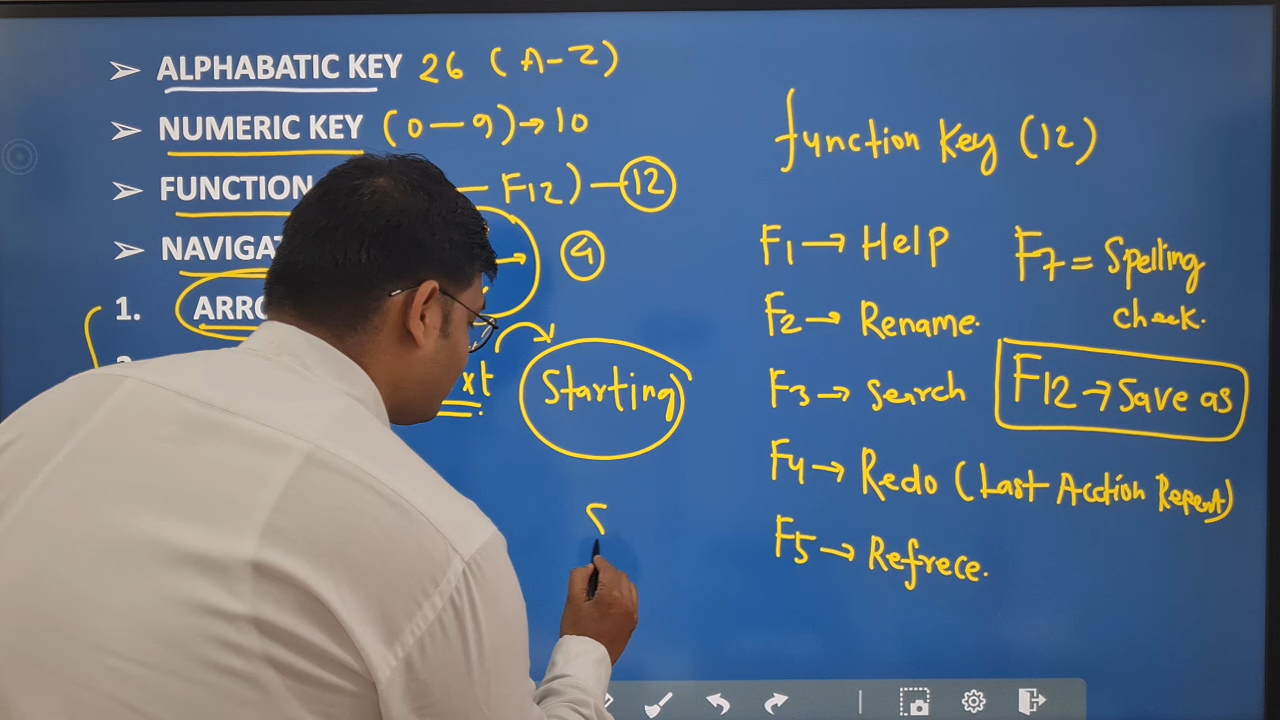 ➢ ALPHABATIC KEY 26 (A-Z)
➢ NUMERIC KEY (0-9)→10
➢ FUNCTION - F12) - 12
➢ NAVIGAT → 4
1. ARRO
xt Starting
function key (12)
F1 → Help
F2 → Rename.
F3 → Search
F4 → Redo (Last Action Repeat)
F5 → Refrece.
F7 = Spelling
check.
F12 → Save as